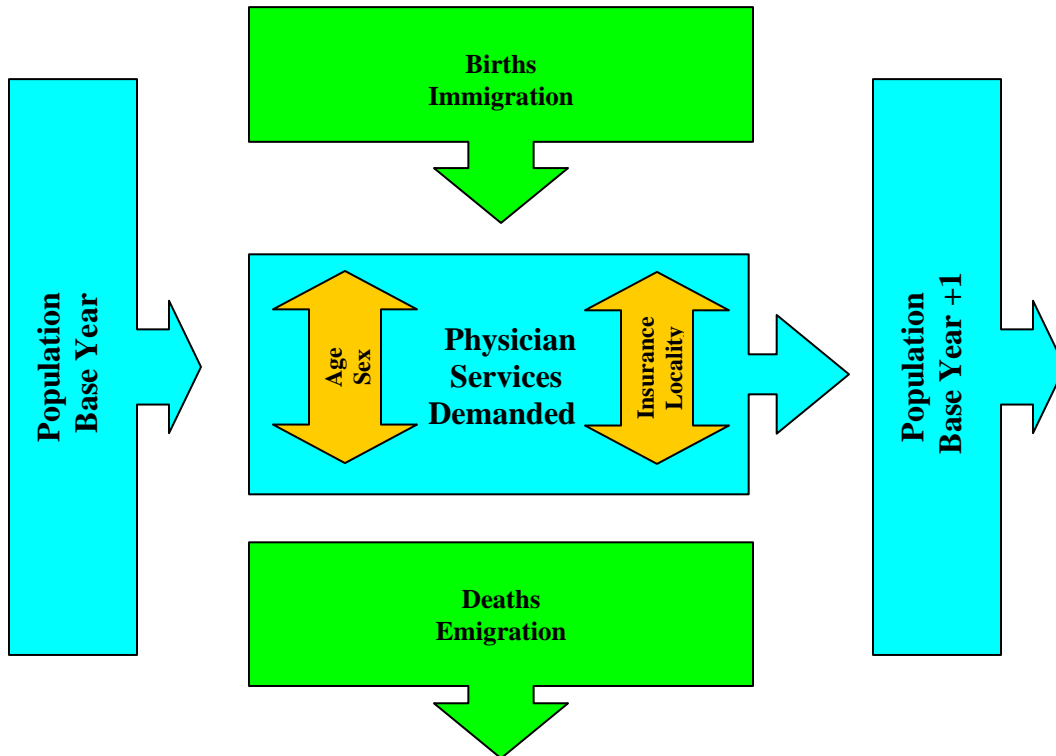 Births
Immigration
Population
Base Year
Age
Sex
Physician
Services
Demanded
Insurance
Locality
Population
Base Year +1
Deaths
Emigration